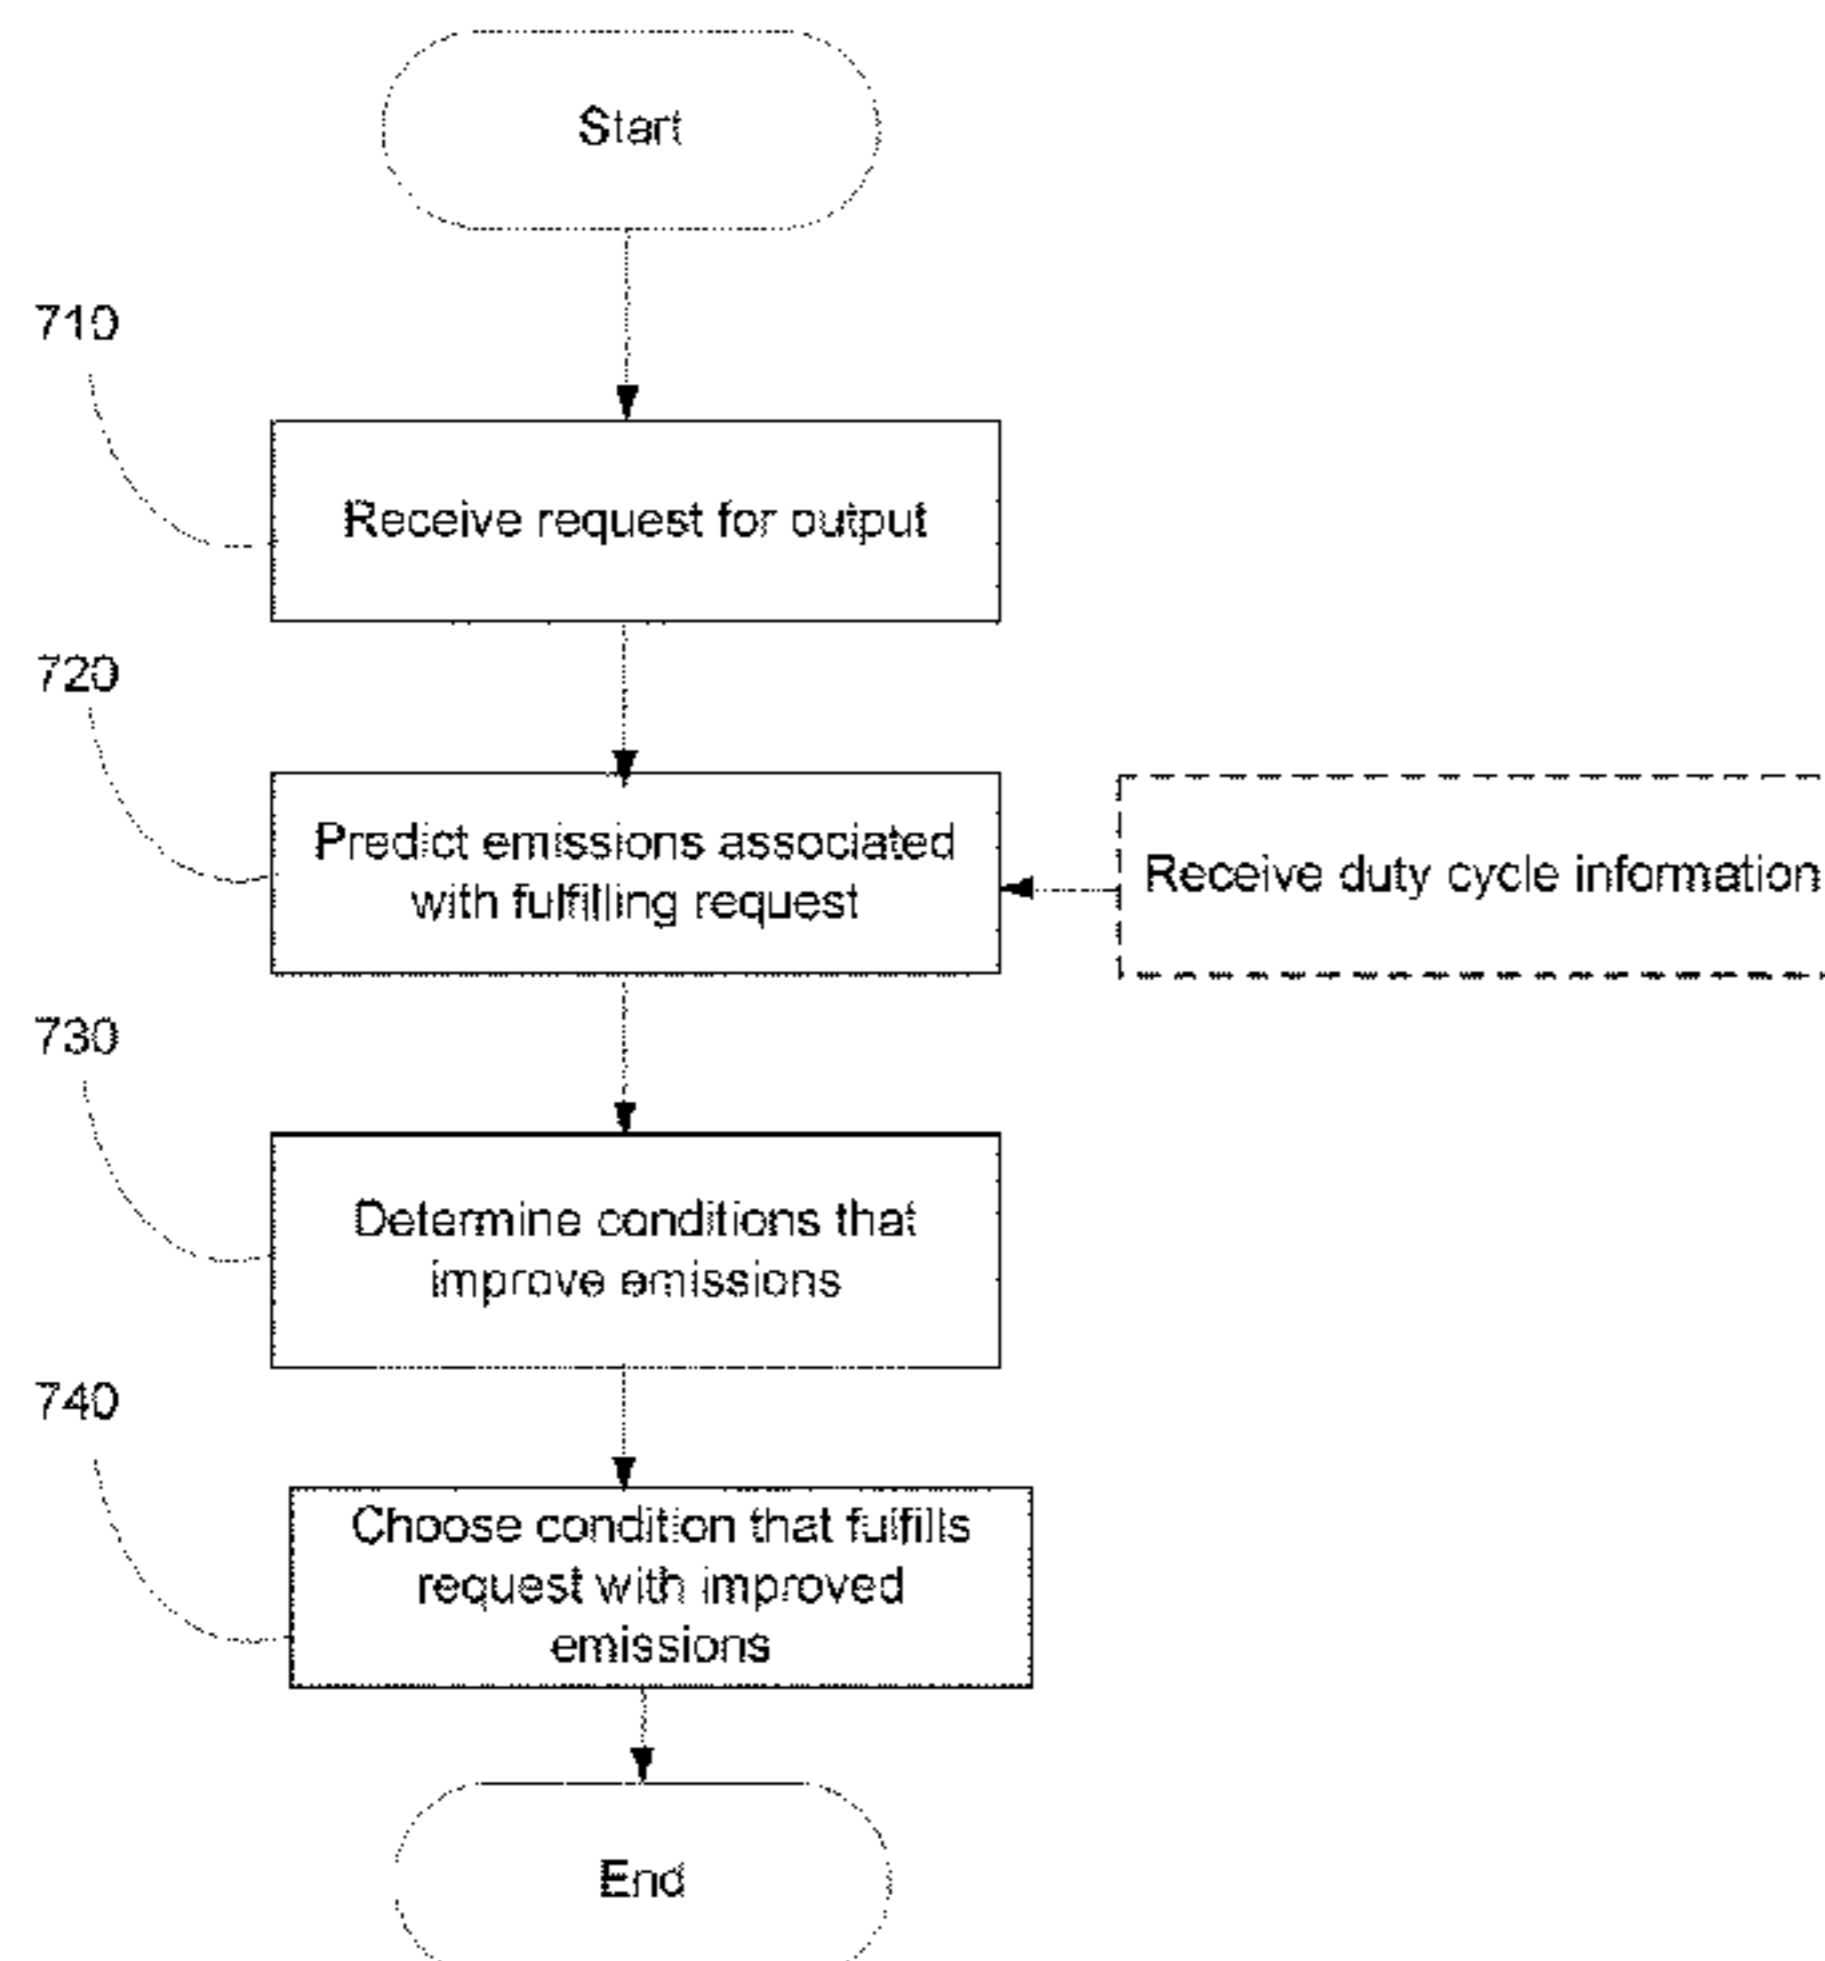 Start
710
Receive request for output
720
Predict emissions associated
with fulfilling request
Receive duty cycle information
730
Determine conditions that
improve emissions
740
Choose condition that fulfills
request with improved
emissions
End